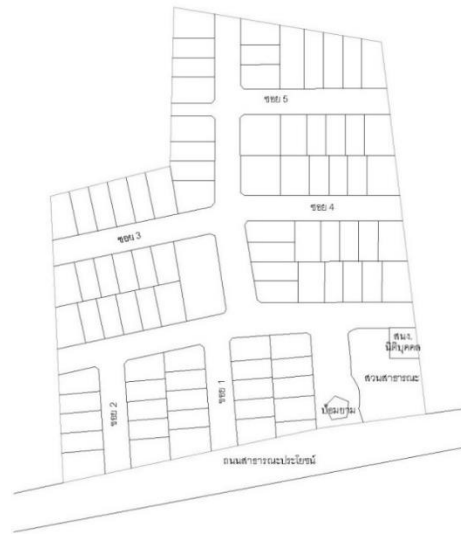 ซอย 5
ซอย 4
ซอย 3
สนง.
นิติบุคคล
สวนสาธารณะ
ซอย 1
ซอย 2
ป้อมยาม
ถนนสาธารณะประโยชน์